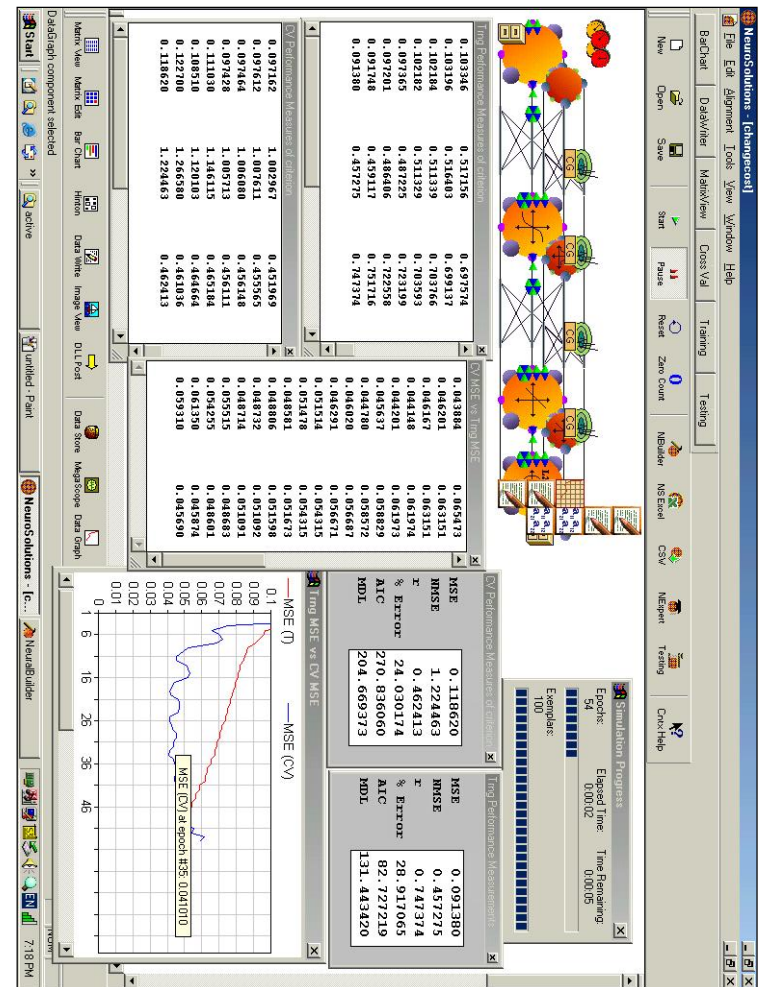 NeuroSolutions - [changecost]
File Edit Alignment Tools View Window Help
BarChart DataWriter MatrixView Cross Val Training Testing
New Open Save Start Pause Reset Zero Count NBuilder NS Excel CSW NExpert Testing Cntx Help
CG CG CG CG
Simulation Progress
Epochs: Elapsed Time: Time Remaining:
54 0:00:02 0:00:05
Exemplars:
100
Trng Performance Measures of criterion
0.103346 0.517156 0.697574
0.103196 0.516403 0.699137
0.102184 0.511339 0.703766
0.102182 0.511329 0.703593
0.097365 0.487225 0.723199
0.097201 0.486406 0.722558
0.091748 0.459117 0.751716
0.091380 0.457275 0.747374
CV Performance Measures of criterion
0.097162 1.002967 0.451969
0.097612 1.007611 0.455565
0.097464 1.006080 0.456148
0.097428 1.005713 0.456111
0.111030 1.146115 0.465184
0.108510 1.120103 0.464664
0.122700 1.266580 0.461036
0.118620 1.224463 0.462413
CV MSE vs Trng MSE
0.043884 0.065473
0.046201 0.063151
0.046167 0.063151
0.044148 0.061974
0.044201 0.061973
0.045637 0.058829
0.044780 0.058572
0.046020 0.056687
0.046291 0.056671
0.051514 0.054315
0.051478 0.054315
0.048581 0.051673
0.048806 0.051598
0.048732 0.051092
0.048714 0.051091
0.055515 0.048683
0.054255 0.048601
0.061350 0.045874
0.059310 0.045690
CV Performance Measures of criterion
MSE 0.118620
NMSE 1.224463
r 0.462413
% Error 24.030174
AIC 270.836060
MDL 204.669373
Trng Performance Measurements
MSE 0.091380
NMSE 0.457275
r 0.747374
% Error 28.917065
AIC 82.727219
MDL 131.443420
Trng MSE vs CV MSE
MSE (T) MSE (CV)
0.1
0.09
0.08
0.07
0.06
0.05
0.04
0.03
0.02
0.01
0
1 6 16 26 36 46
MSE (CV) at epoch #35: 0.041010
Matrix View Matrix Edit Bar Chart Hinton Data Write Image View DLL Post Data Store MegaScope Data Graph
DataGraph component selected
NUM
Start active untitled - Paint NeuroSolutions - [c... NeuralBuilder EN 7:18 PM